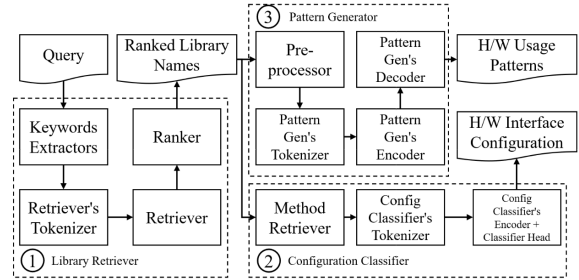 Query
Ranked Library
Names
Keywords
Extractors
Ranker
Retriever's
Tokenizer
Retriever
1 Library Retriever
3 Pattern Generator
Pre-
processor
Pattern
Gen's
Decoder
Pattern
Gen's
Tokenizer
Pattern
Gen's
Encoder
H/W Usage
Patterns
H/W Interface
Configuration
Method
Retriever
Config
Classifier's
Tokenizer
Config
Classifier's
Encoder +
Classifier Head
2 Configuration Classifier